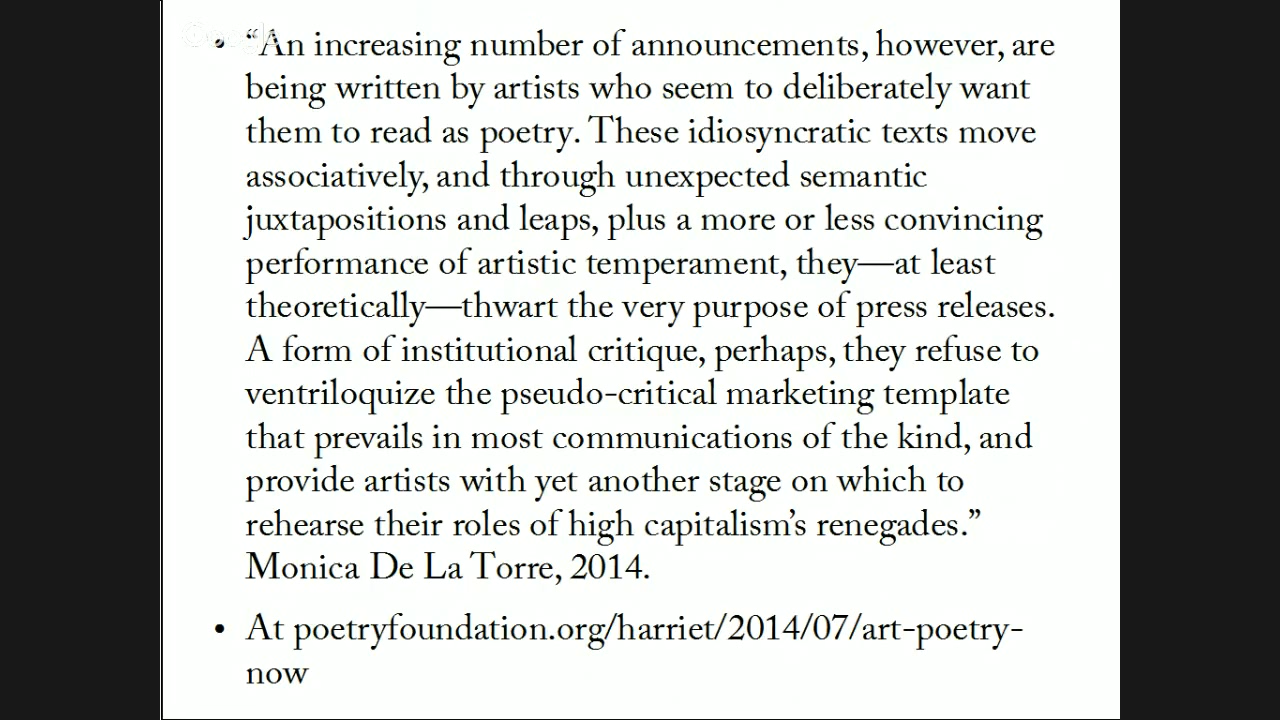 Google
• “An increasing number of announcements, however, are
being written by artists who seem to deliberately want
them to read as poetry. These idiosyncratic texts move
associatively, and through unexpected semantic
juxtapositions and leaps, plus a more or less convincing
performance of artistic temperament, they—at least
theoretically—thwart the very purpose of press releases.
A form of institutional critique, perhaps, they refuse to
ventriloquize the pseudo-critical marketing template
that prevails in most communications of the kind, and
provide artists with yet another stage on which to
rehearse their roles of high capitalism’s renegades.”
Monica De La Torre, 2014.
• At poetryfoundation.org/harriet/2014/07/art-poetry-
now